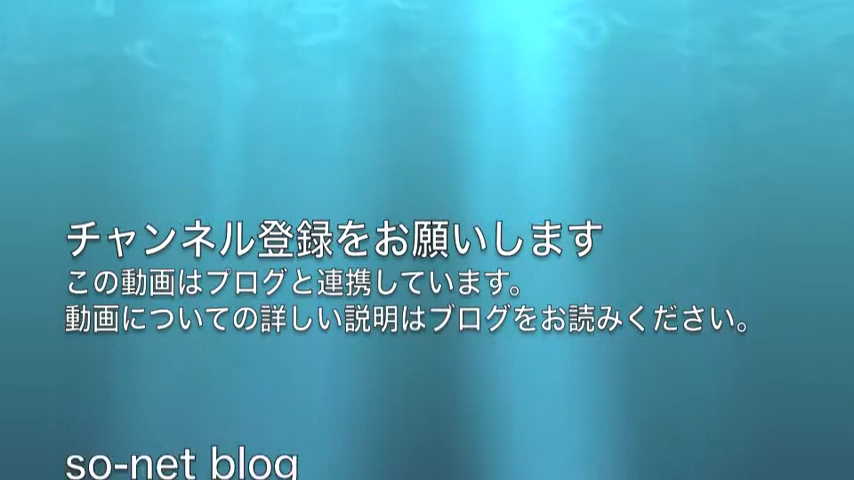 チャンネル登録をお願いします
この動画はブログと連携しています。
動画についての詳しい説明はブログをお読みください。
so-net blog